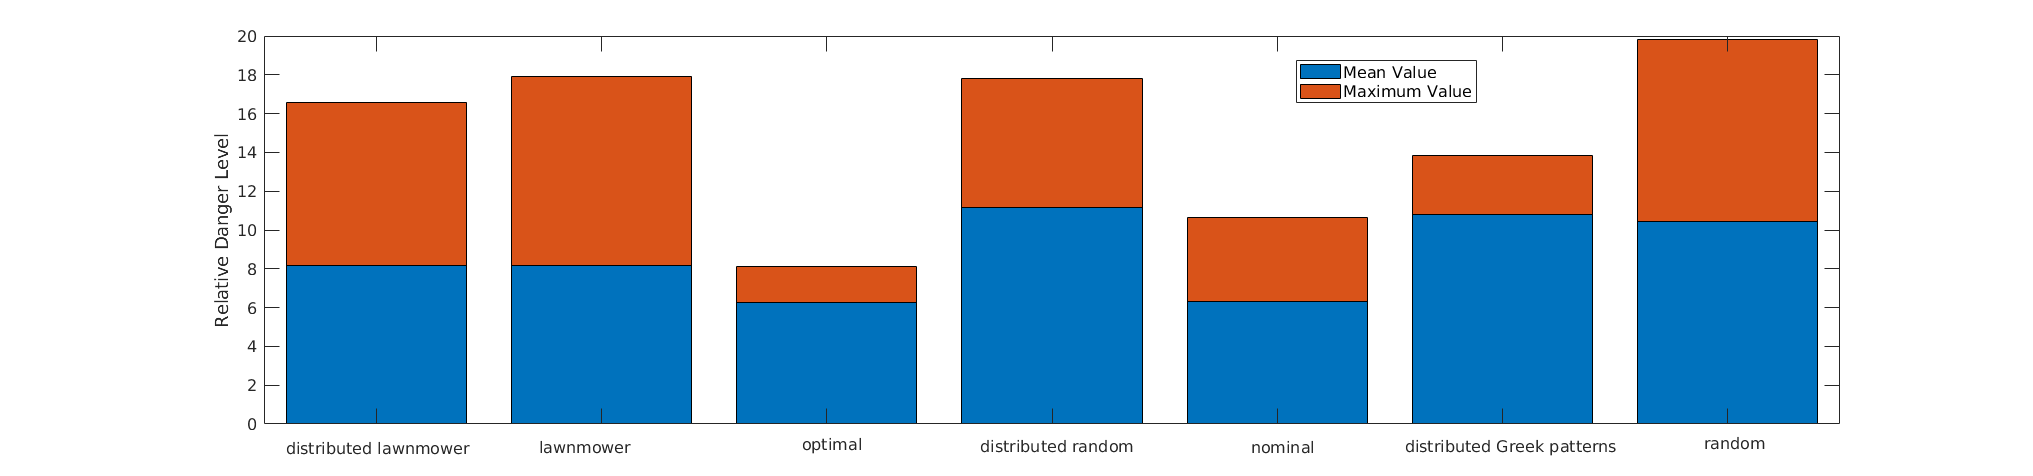 Relative Danger Level
20
18
16
14
12
10
8
6
4
2
0
Mean Value
Maximum Value
distributed lawnmower
lawnmower
optimal
distributed random
nominal
distributed Greek patterns
random